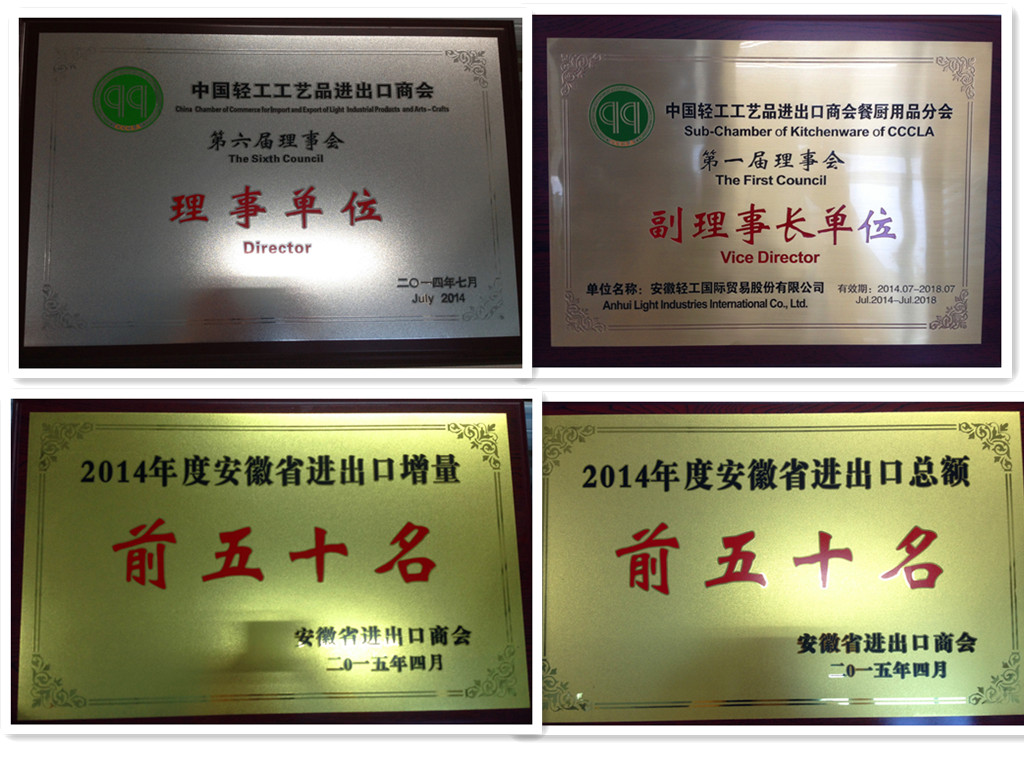 中国轻工工艺品进出口商会
China Chamber of Commerce for Import and Export of Light Industrial Products and Arts-Crafts
第六届理事会
The Sixth Council
理事单位
Director
二〇一四年七月
July 2014
中国轻工工艺品进出口商会餐厨用品分会
Sub-Chamber of Kitchenware of CCCLA
第一届理事会
The First Council
副理事长单位
Vice Director
单位名称：安徽轻工国际贸易股份有限公司 有效期：2014.07-2018.07
Anhui Light Industries International Co., Ltd. Jul.2014-Jul.2018
2014年度安徽省进出口增量
前五十名
安徽省进出口商会
二0一五年四月
2014年度安徽省进出口总额
前五十名
安徽省进出口商会
二0一五年四月